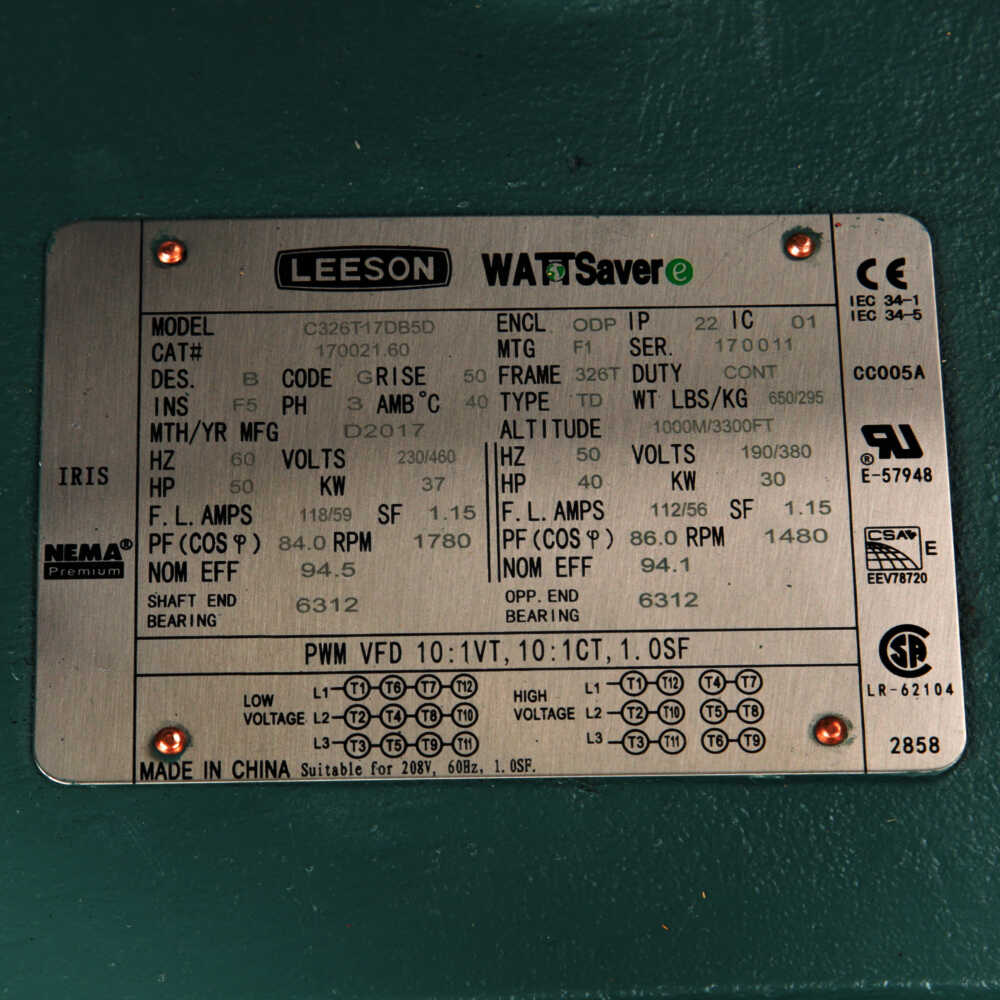 LEESON WATTSaver e
MODEL C326T17DB5D ENCL ODP IP 22 IC 01
CAT# 170021.60 MTG F1 SER. 170011
DES. B CODE G RISE 50 FRAME 326T DUTY CONT
INS F5 PH 3 AMB°C 40 TYPE TD WT LBS/KG 650/295
MTH/YR MFG D2017 ALTITUDE 1000M/3300FT
HZ 60 VOLTS 230/460 HZ 50 VOLTS 190/380
HP 50 KW 37 HP 40 KW 30
F.L. AMPS 118/59 SF 1.15 F.L. AMPS 112/56 SF 1.15
PF(COSφ) 84.0 RPM 1780 PF(COSφ) 86.0 RPM 1480
NOM EFF 94.5 NOM EFF 94.1
SHAFT END BEARING 6312 OPP. END BEARING 6312
PWM VFD 10:1VT, 10:1CT, 1.0SF
LOW VOLTAGE
L1 T1 T6 T7 T12
L2 T2 T4 T8 T10
L3 T3 T5 T9 T11
HIGH VOLTAGE
L1 T1 T12 T4 T7
L2 T2 T10 T5 T8
L3 T3 T11 T6 T9
MADE IN CHINA Suitable for 208V, 60Hz, 1.0SF.
IRIS
NEMA®
Premium
CE
IEC 34-1
IEC 34-5
CC005A
RU®
E-57948
CSA E
EEV78720
CSA
LR-62104
2858